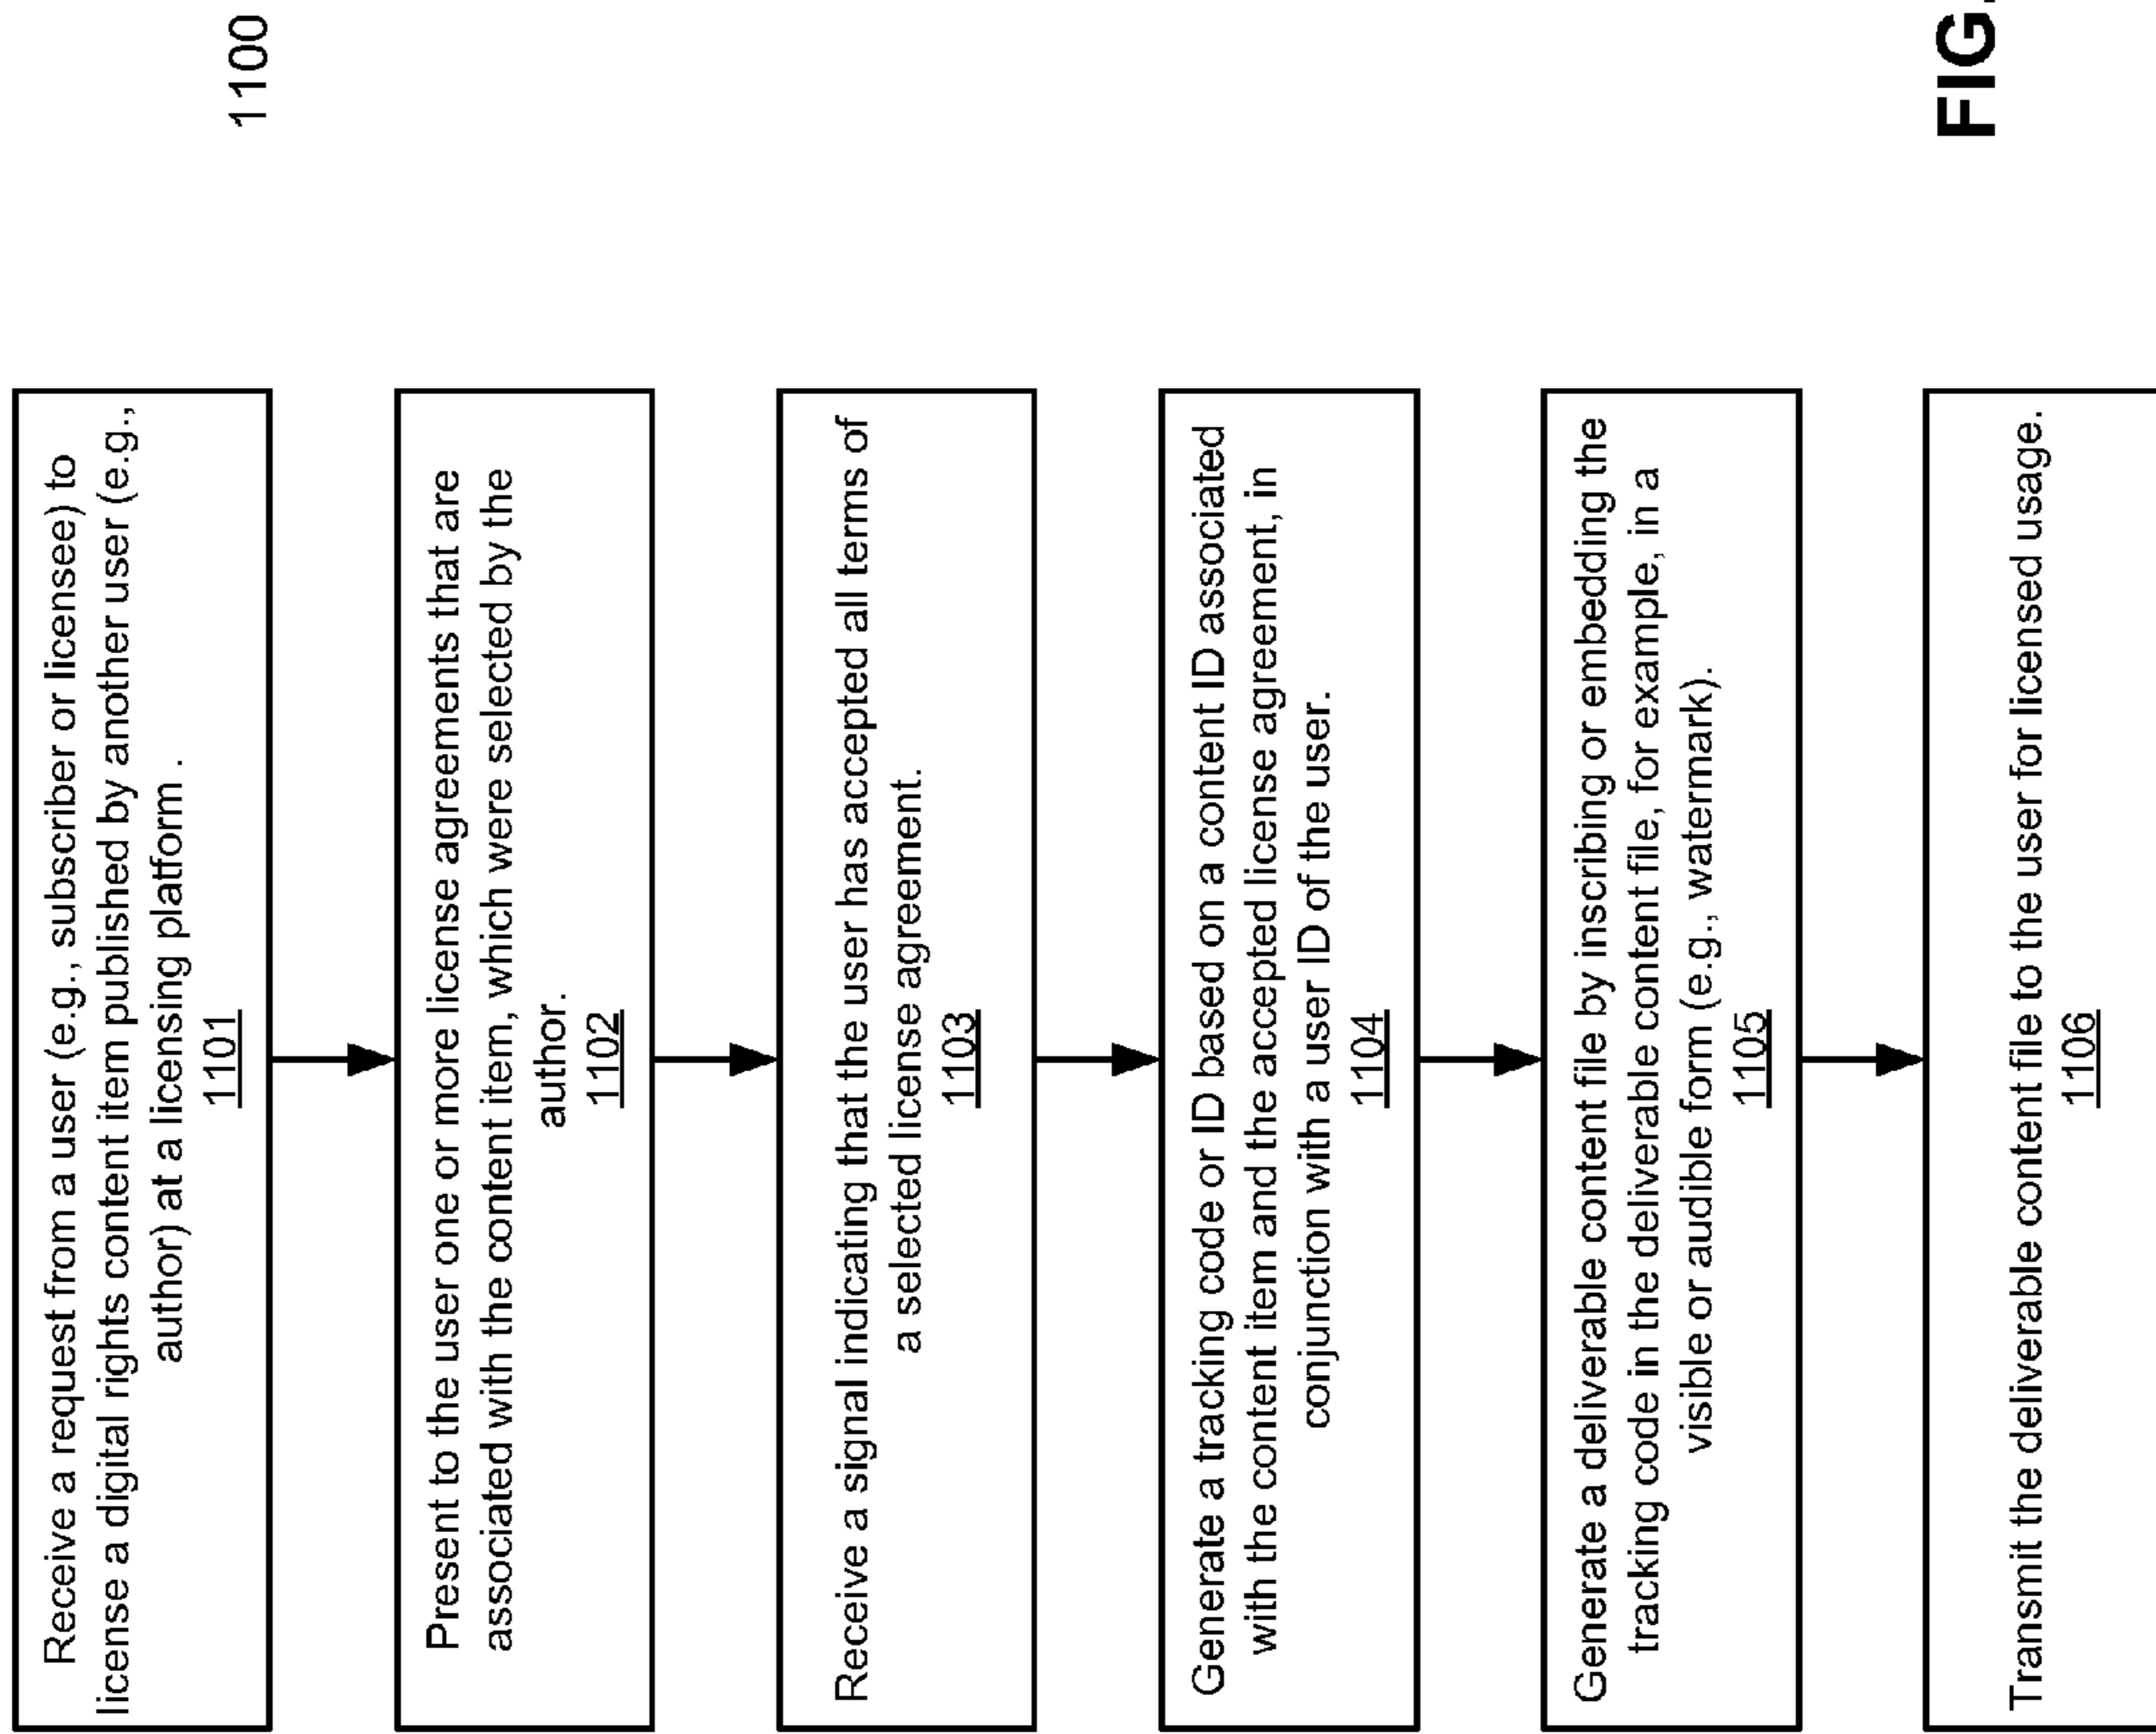 1100
Receive a request from a user (e.g., subscriber or licensee) to
license a digital rights content item published by another user (e.g.,
author) at a licensing platform .
1101
Present to the user one or more license agreements that are
associated with the content item, which were selected by the
author.
1102
Receive a signal indicating that the user has accepted all terms of
a selected license agreement.
1103
Generate a tracking code or ID based on a content ID associated
with the content item and the accepted license agreement, in
conjunction with a user ID of the user.
1104
Generate a deliverable content file by inscribing or embedding the
tracking code in the deliverable content file, for example, in a
visible or audible form (e.g., watermark).
1105
Transmit the deliverable content file to the user for licensed usage.
1106
FIG.